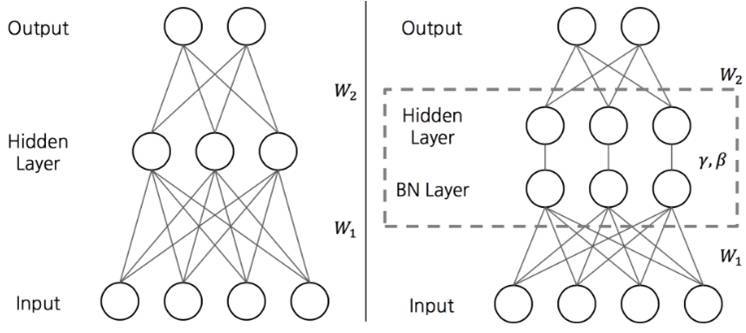 Output
W₂
Hidden
Layer
W₁
Input
Output
W₂
Hidden
Layer
γ, β
BN Layer
W₁
Input